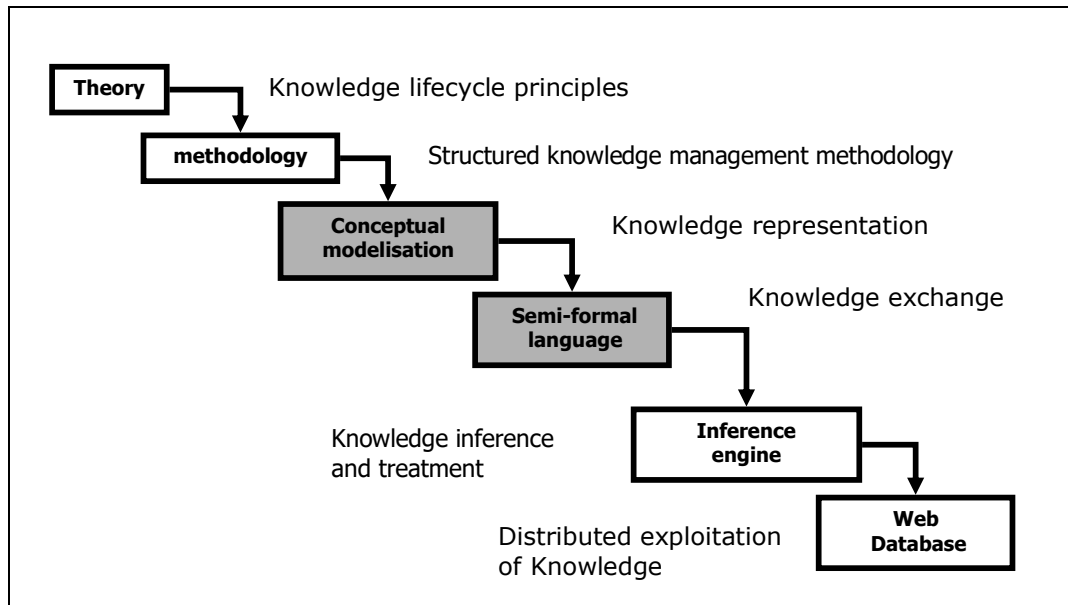 Theory
Knowledge lifecycle principles
methodology
Structured knowledge management methodology
Conceptual
modelisation
Knowledge representation
Semi-formal
language
Knowledge exchange
Inference
engine
Knowledge inference
and treatment
Web
Database
Distributed exploitation
of Knowledge